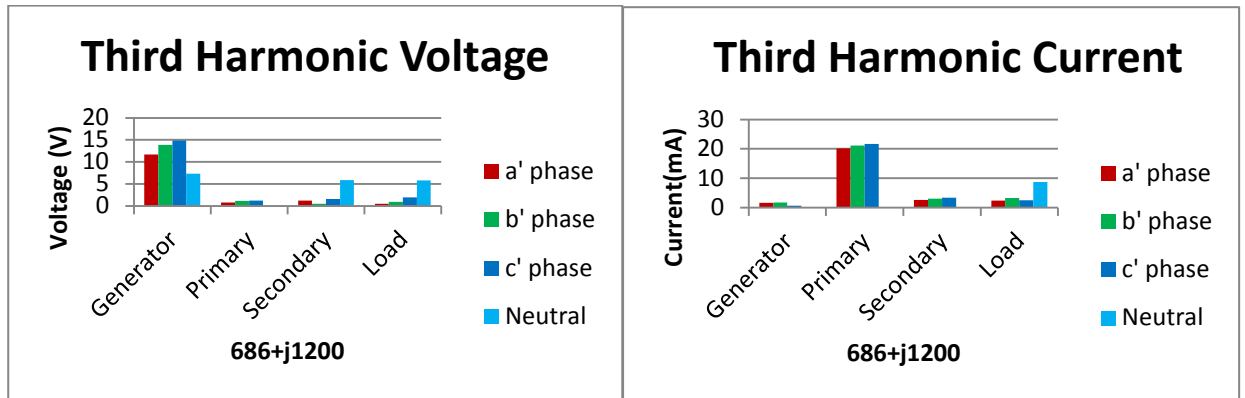 Third Harmonic Voltage
Voltage (V)
20
15
10
5
0
Generator
Primary
Secondary
Load
686+j1200
a' phase
b' phase
c' phase
Neutral
Third Harmonic Current
Current(mA)
30
20
10
0
Generator
Primary
Secondary
Load
686+j1200
a' phase
b' phase
c' phase
Neutral